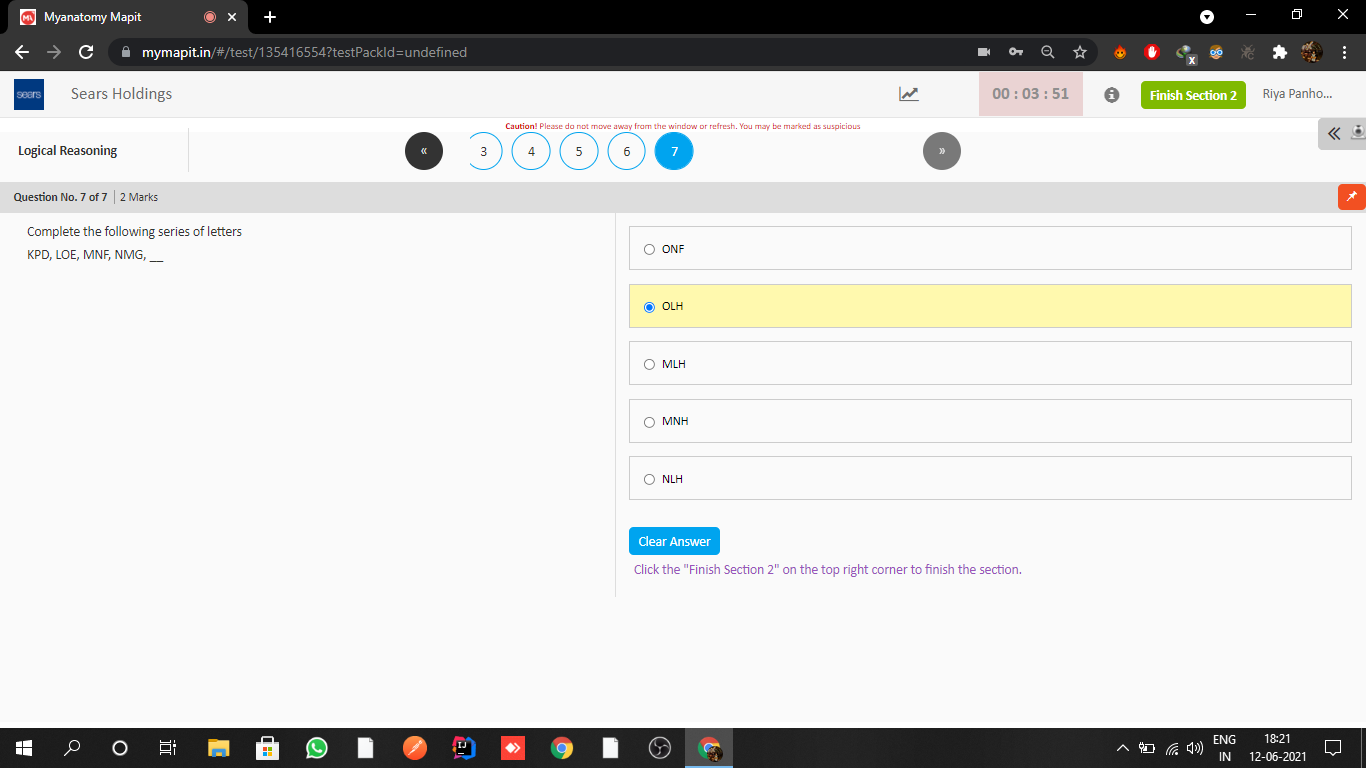 Myanatomy Mapit
mymapit.in/#/test/135416554?testPackId=undefined
sears
Sears Holdings
00 : 03 : 51
Finish Section 2
Riya Panho...
Caution! Please do not move away from the window or refresh, You may be marked as suspicious
Logical Reasoning
«
3
4
5
6
7
»
Question No. 7 of 7
2 Marks
Complete the following series of letters
KPD, LOE, MNF, NMG, __
ONF
OLH
MLH
MNH
NLH
Clear Answer
Click the "Finish Section 2" on the top right corner to finish the section.
ENG
IN
18:21
12-06-2021